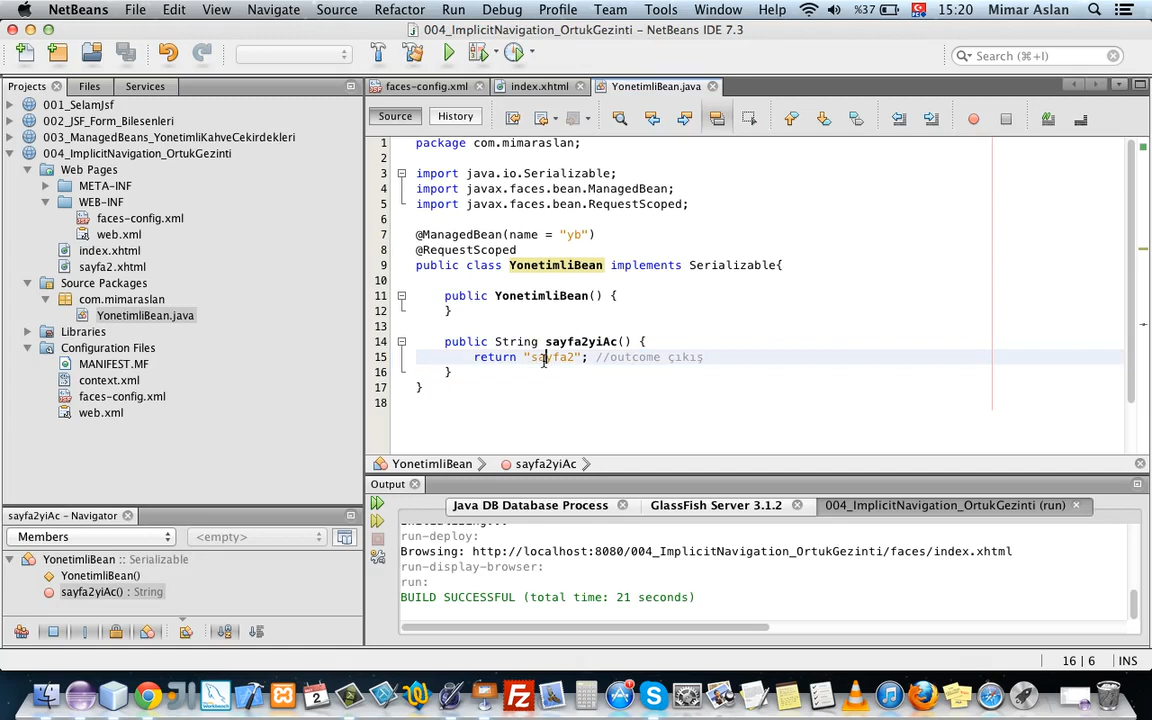 NetBeans File Edit View Navigate Source Refactor Run Debug Profile Team Tools Window Help %37 15:20 Mimar Aslan
004_ImplicitNavigation_OrtukGezinti – NetBeans IDE 7.3
Search (⌘+I)
Projects Files Services
faces-config.xml index.xhtml YonetimliBean.java
Source History
001_SelamJsf
002_JSF_Form_Bilesenleri
003_ManagedBeans_YonetimliKahveCekirdekleri
004_ImplicitNavigation_OrtukGezinti
Web Pages
META-INF
WEB-INF
faces-config.xml
web.xml
index.xhtml
sayfa2.xhtml
Source Packages
com.mimaraslan
YonetimliBean.java
Libraries
Configuration Files
MANIFEST.MF
context.xml
faces-config.xml
web.xml
1 package com.mimaraslan;
2
3 import java.io.Serializable;
4 import javax.faces.bean.ManagedBean;
5 import javax.faces.bean.RequestScoped;
6
7 @ManagedBean(name = "yb")
8 @RequestScoped
9 public class YonetimliBean implements Serializable{
10
11 public YonetimliBean() {
12 }
13
14 public String sayfa2yiAc() {
15 return "sayfa2"; //outcome çıkış
16 }
17 }
18
YonetimliBean sayfa2yiAc
sayfa2yiAc – Navigator
Members <empty>
YonetimliBean :: Serializable
YonetimliBean()
sayfa2yiAc() : String
Output
Java DB Database Process GlassFish Server 3.1.2 004_ImplicitNavigation_OrtukGezinti (run)
Initializing...
run-deploy:
Browsing: http://localhost:8080/004_ImplicitNavigation_OrtukGezinti/faces/index.xhtml
run-display-browser:
run:
BUILD SUCCESSFUL (total time: 21 seconds)
16 | 6 INS